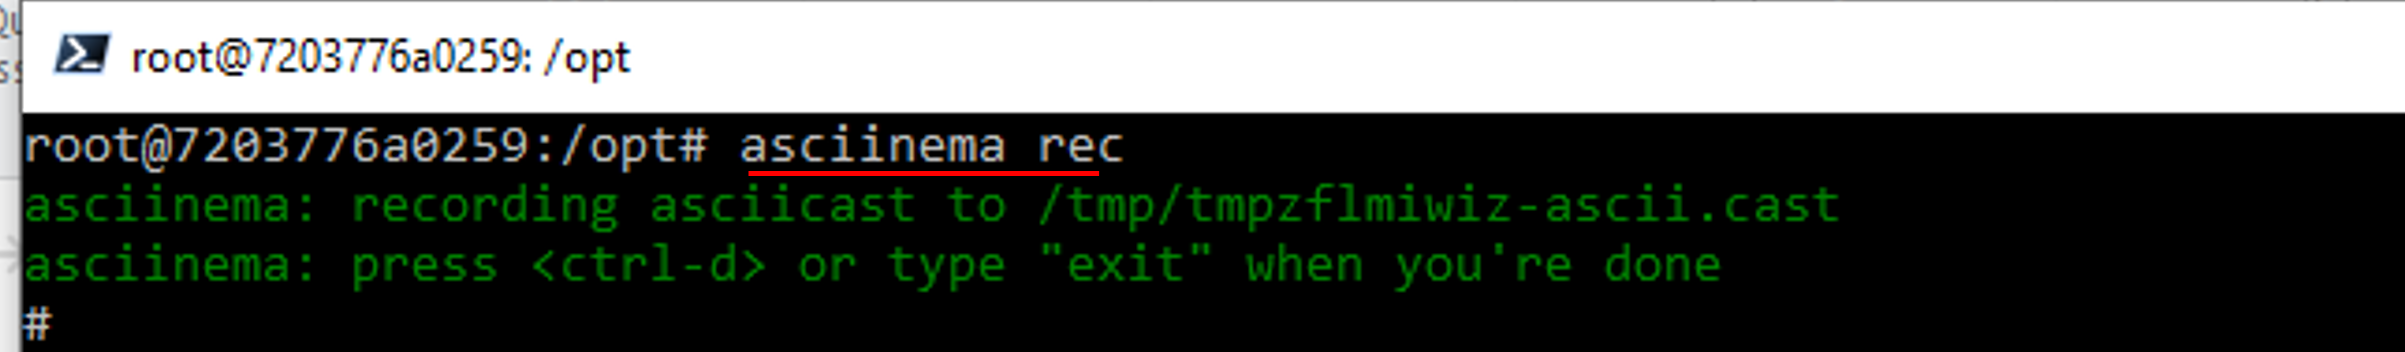 root@7203776a0259: /opt
root@7203776a0259:/opt# asciinema rec
asciinema: recording asciicast to /tmp/tmpzflmiwiz-ascii.cast
asciinema: press <ctrl-d> or type "exit" when you're done
#